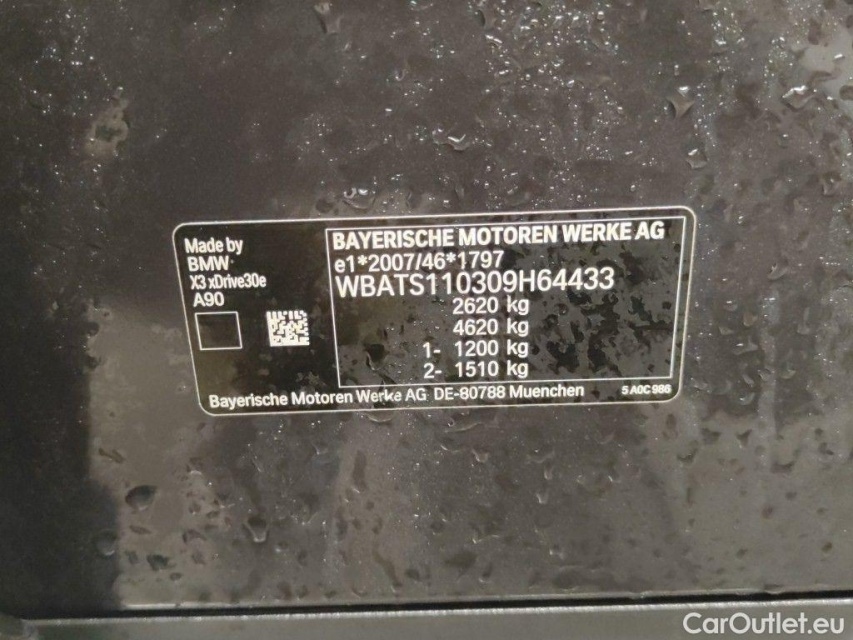 Made by
BMW
X3 xDrive30e
A90
BAYERISCHE MOTOREN WERKE AG
e1*2007/46*1797
WBATS110309H64433
2620 kg
4620 kg
1- 1200 kg
2- 1510 kg
Bayerische Motoren Werke AG DE-80788 Muenchen
5 A0C 986
CarOutlet.eu